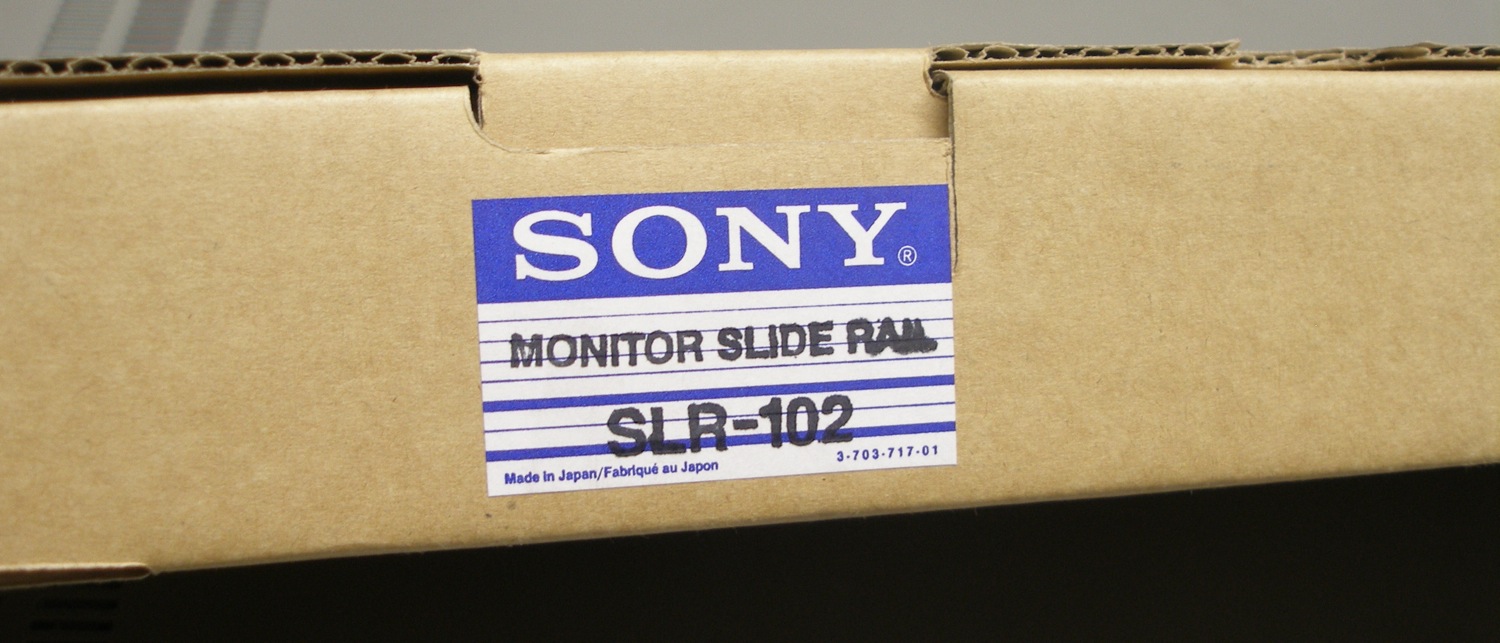 SONY®
MONITOR SLIDE RAIL
SLR-102
3-703-717-01
Made in Japan/Fabriqué au Japon